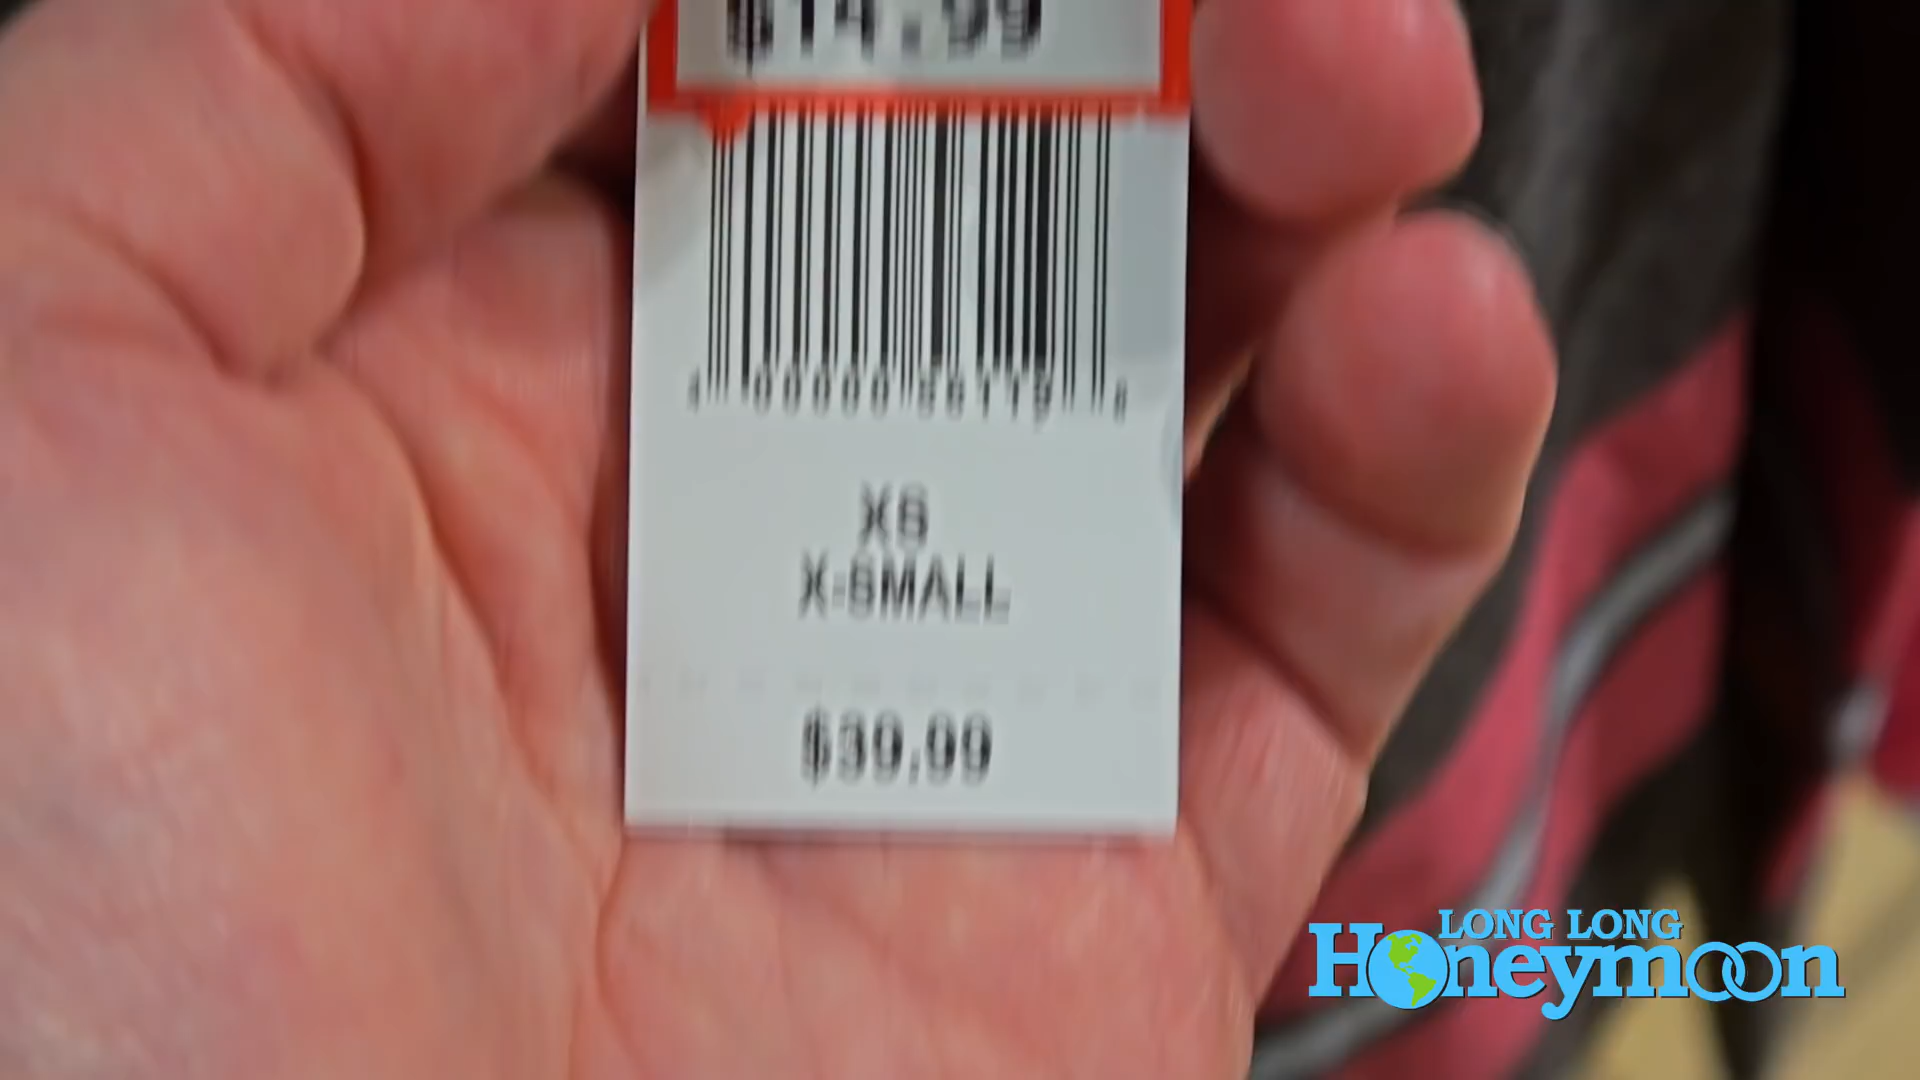 $14.99
XS
X-SMALL
$39.99
LONG LONG
Honeymoon